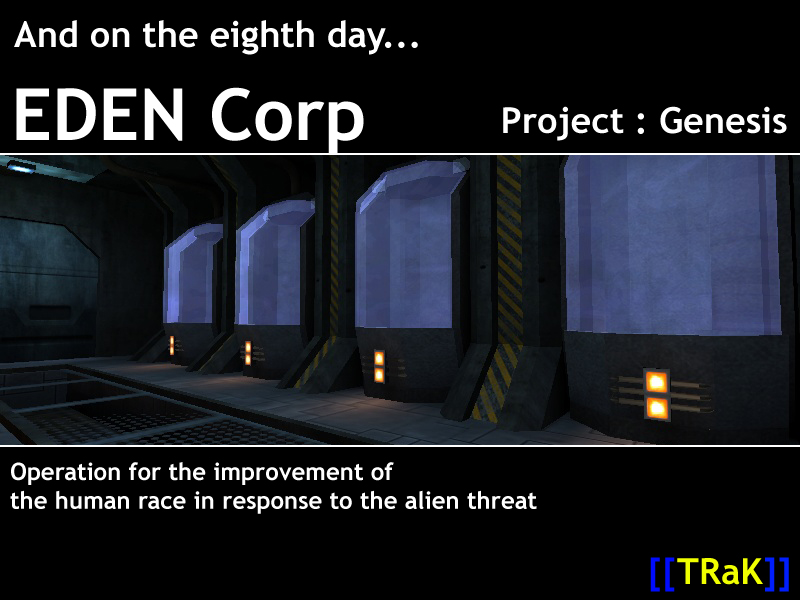 And on the eighth day...
EDEN Corp
Project : Genesis
Operation for the improvement of
the human race in response to the alien threat
[[TRaK]]